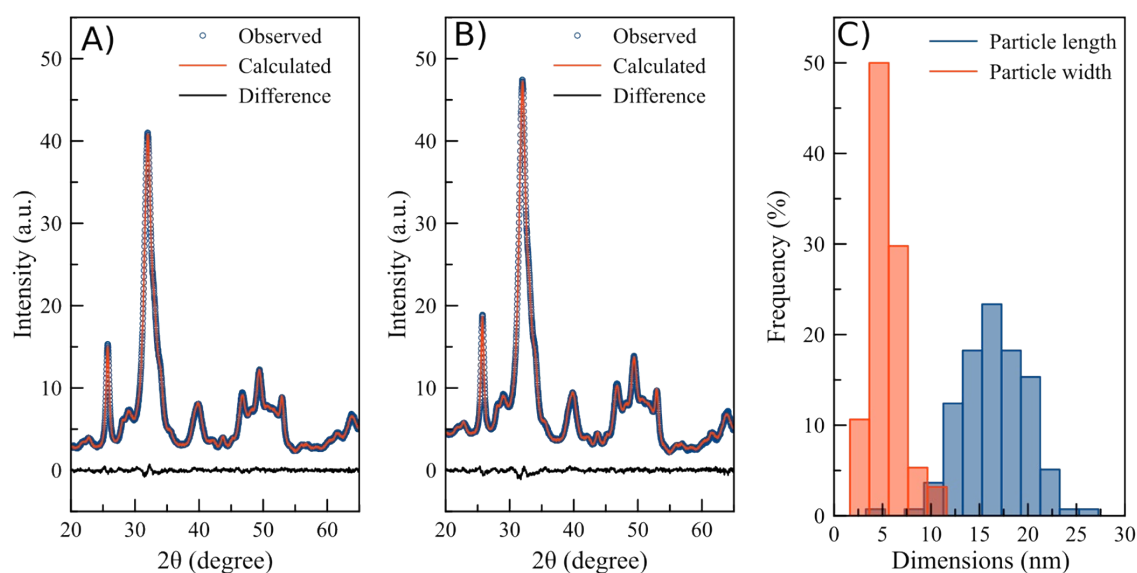 A)
Observed
Calculated
Difference
50
40
30
20
10
0
Intensity (a.u.)
20 30 40 50 60
2θ (degree)
B)
Observed
Calculated
Difference
50
40
30
20
10
0
Intensity (a.u.)
20 30 40 50 60
2θ (degree)
C)
Particle length
Particle width
50
40
30
20
10
0
Frequency (%)
0 5 10 15 20 25 30
Dimensions (nm)